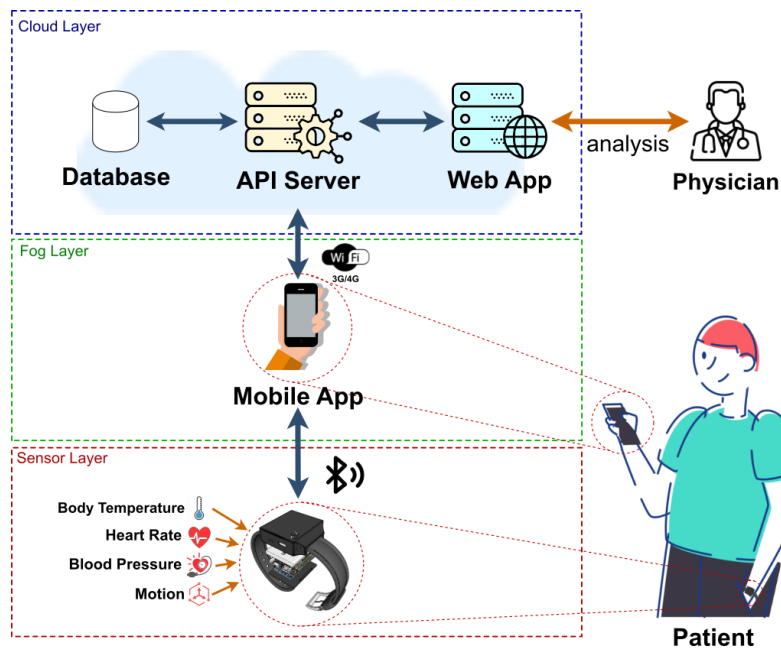 Cloud Layer
Database
API Server
Web App
analysis
Physician
Fog Layer
Wi Fi
3G/4G
Mobile App
Sensor Layer
Body Temperature
Heart Rate
Blood Pressure
Motion
Patient